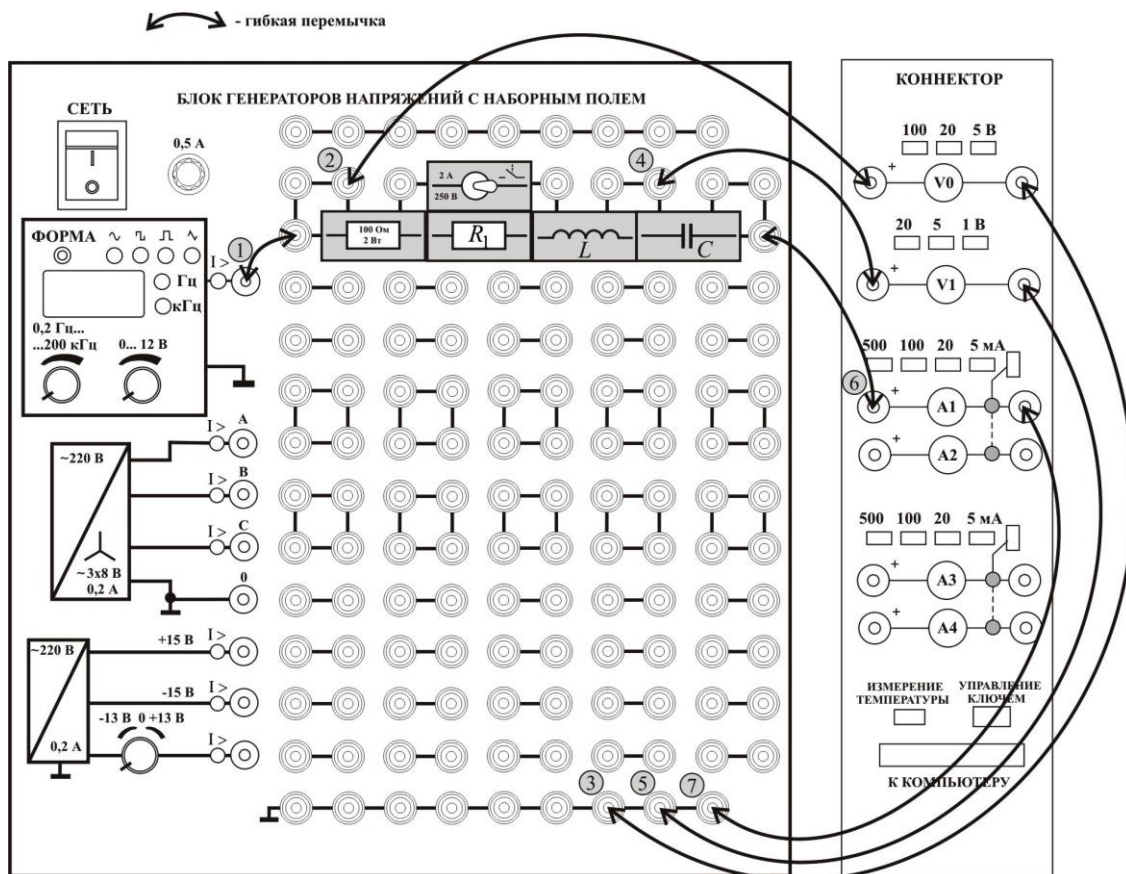 - гибкая перемычка
БЛОК ГЕНЕРАТОРОВ НАПРЯЖЕНИЙ С НАБОРНЫМ ПОЛЕМ
СЕТЬ
I
0,5 А
ФОРМА
I >
Гц
кГц
0,2 Гц...
...200 кГц
0... 12 В
1
2
2 А
250 В
4
100 Ом
2 Вт
R1
L
C
~220 В
~3х8 В
0,2 А
I >
A
I >
B
I >
C
0
~220 В
0,2 А
+15 В
I >
-15 В
I >
-13 В 0 +13 В
I >
3
5
7
КОННЕКТОР
100 20 5 В
+
V0
20 5 1 В
+
V1
500 100 20 5 мА
6
+
A1
+
A2
500 100 20 5 мА
+
A3
+
A4
ИЗМЕРЕНИЕ
ТЕМПЕРАТУРЫ
УПРАВЛЕНИЕ
КЛЮЧЕМ
К КОМПЬЮТЕРУ